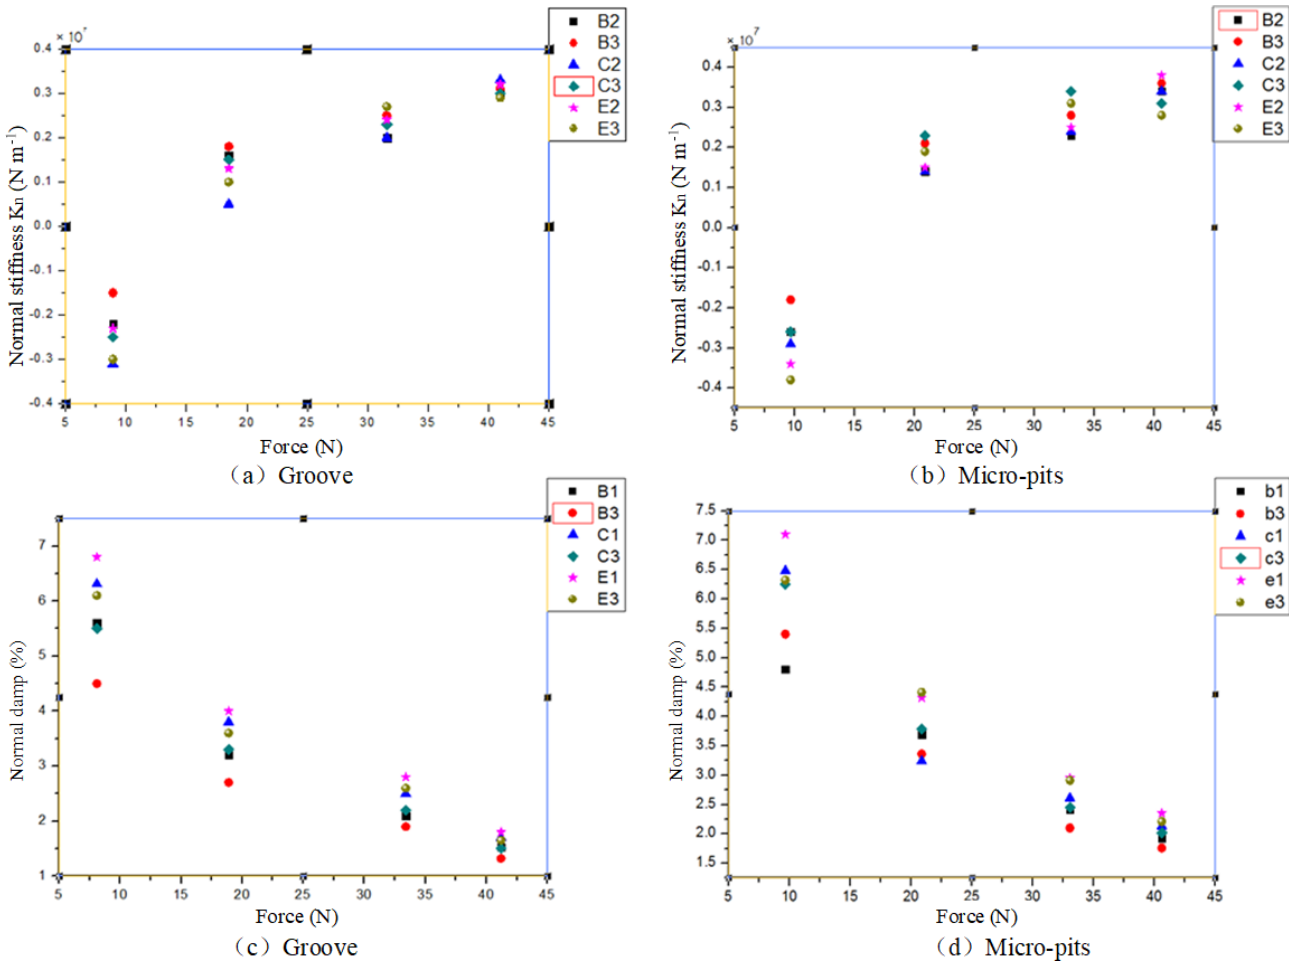 × 10⁷
0.4
0.3
0.2
0.1
0.0
-0.1
-0.2
-0.3
-0.4
5 10 15 20 25 30 35 40 45
Normal stiffness Kn (N m⁻¹)
Force (N)
B2
B3
C2
C3
E2
E3
（a）Groove
× 10⁷
0.4
0.3
0.2
0.1
0.0
-0.1
-0.2
-0.3
-0.4
5 10 15 20 25 30 35 40 45
Normal stiffness Kn (N m⁻¹)
Force (N)
B2
B3
C2
C3
E2
E3
（b）Micro-pits
7
6
5
4
3
2
1
5 10 15 20 25 30 35 40 45
Normal damp (%)
Force (N)
B1
B3
C1
C3
E1
E3
（c）Groove
7.5
7.0
6.5
6.0
5.5
5.0
4.5
4.0
3.5
3.0
2.5
2.0
1.5
5 10 15 20 25 30 35 40 45
Normal damp (%)
Force (N)
b1
b3
c1
c3
e1
e3
（d）Micro-pits